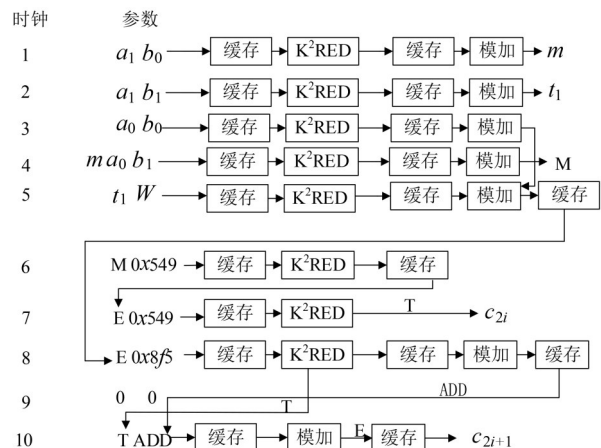 时钟 参数
1 a₁ b₀ 缓存 K²RED 缓存 模加 m
2 a₁ b₁ 缓存 K²RED 缓存 模加 t₁
3 a₀ b₀ 缓存 K²RED 缓存 模加
4 m a₀ b₁ 缓存 K²RED 缓存 模加 M
5 t₁ W 缓存 K²RED 缓存 模加 缓存
6 M 0x549 缓存 K²RED 缓存
7 E 0x549 缓存 K²RED T c₂ᵢ
8 E 0x8f5 缓存 K²RED 缓存 模加 缓存
9 0 0 T ADD
10 T ADD 缓存 模加 E 缓存 c₂ᵢ₊₁